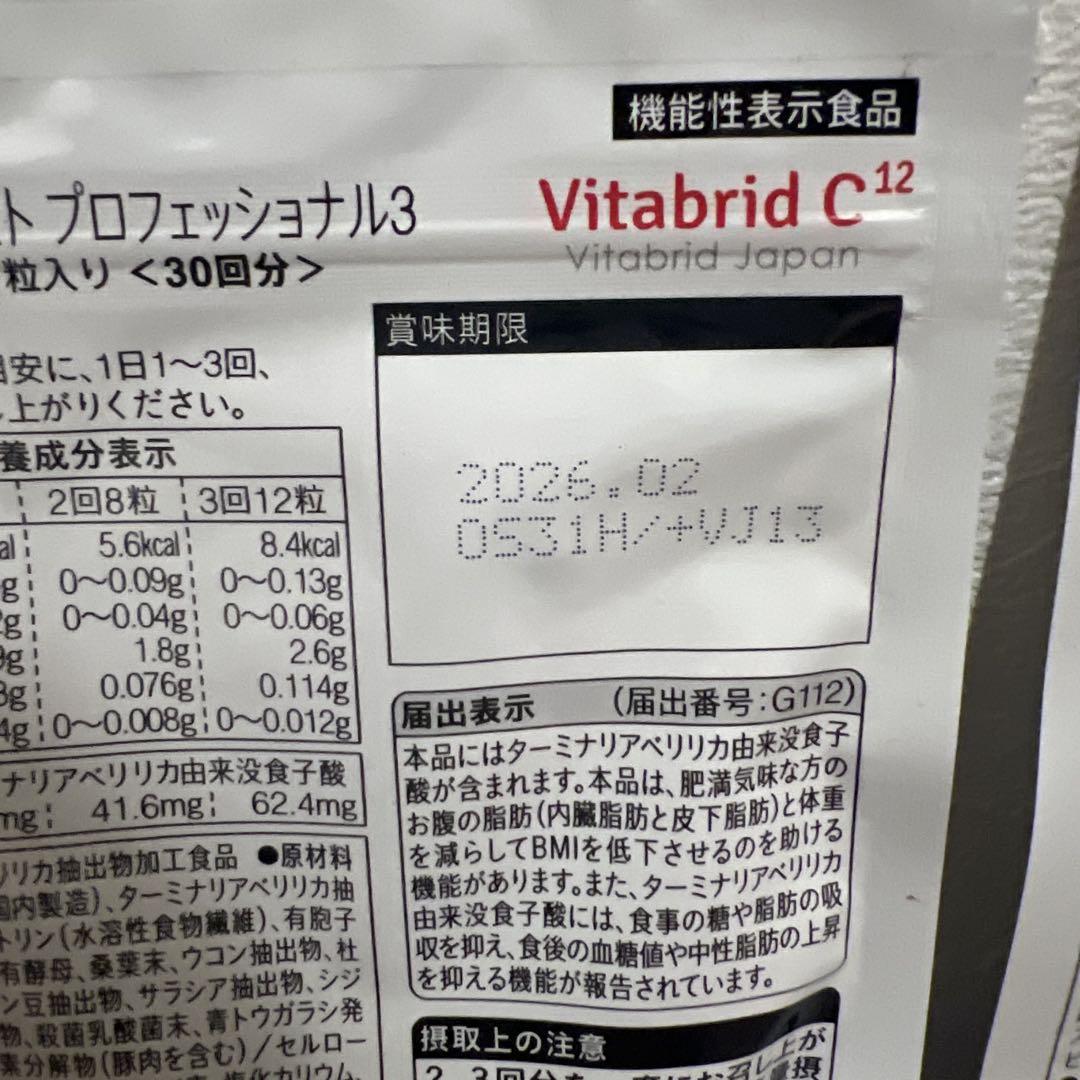 機能性表示食品
Vitabrid C12
Vitabrid Japan
ト プロフェッショナル3
粒入り <30回分>
賞味期限
2026.02
OS31H/+VJ13
目安に、1日1〜3回、
し上がりください。
養成分表示
2回8粒 3回12粒
al 5.6kcal 8.4kcal
g 0〜0.09g 0〜0.13g
g 0〜0.04g 0〜0.06g
9g 1.8g 2.6g
8g 0.076g 0.114g
4g 0〜0.008g 0〜0.012g
ナリアベリリカ由来没食子酸
mg 41.6mg 62.4mg
リリカ抽出物加工食品 ●原材料
国内製造)、ターミナリアベリリカ抽
トリン(水溶性食物繊維)、有胞子
有酵母、桑葉末、ウコン抽出物、杜
ン豆抽出物、サラシア抽出物、シジ
物、殺菌乳酸菌末、青トウガラシ発
素分解物(豚肉を含む)/セルロー
塩化カリウム、
届出表示 (届出番号:G112)
本品にはターミナリアベリリカ由来没食子
酸が含まれます。本品は、肥満気味な方の
お腹の脂肪(内臓脂肪と皮下脂肪)と体重
を減らしてBMIを低下させるのを助ける
機能があります。また、ターミナリアベリリカ
由来没食子酸には、食事の糖や脂肪の吸
収を抑え、食後の血糖値や中性脂肪の上昇
を抑える機能が報告されています。
摂取上の注意